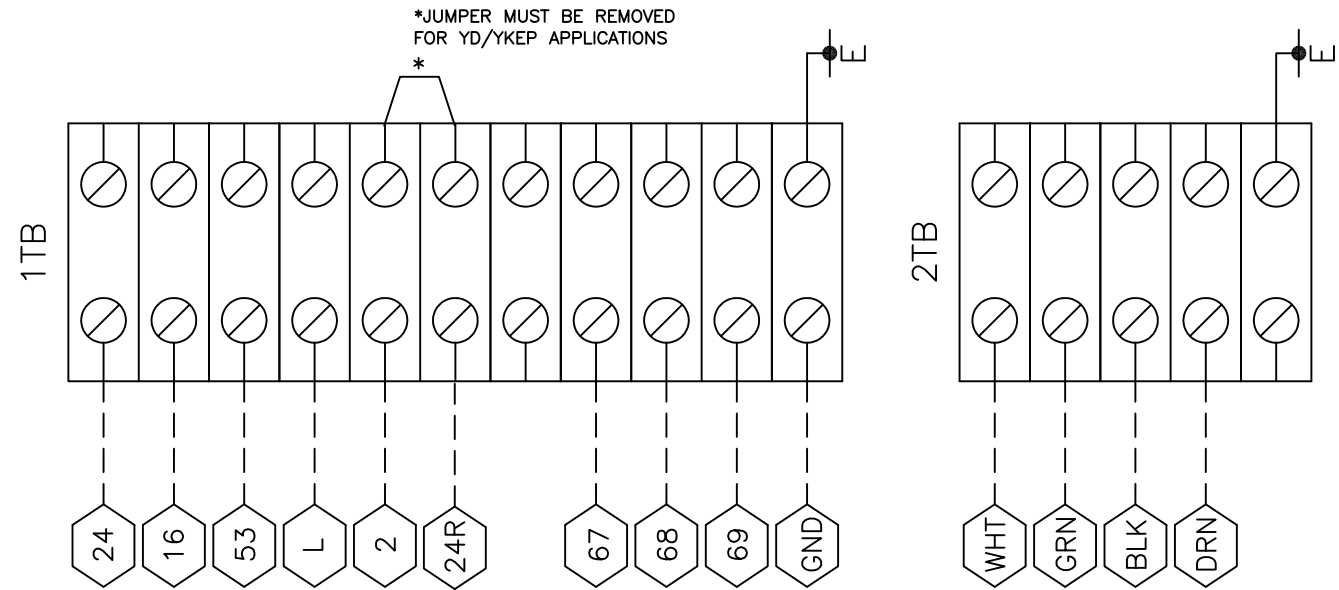 *JUMPER MUST BE REMOVED
FOR YD/YKEP APPLICATIONS
*
E
E
1TB
2TB
24
16
53
L
2
24R
67
68
69
GND
WHT
GRN
BLK
DRN